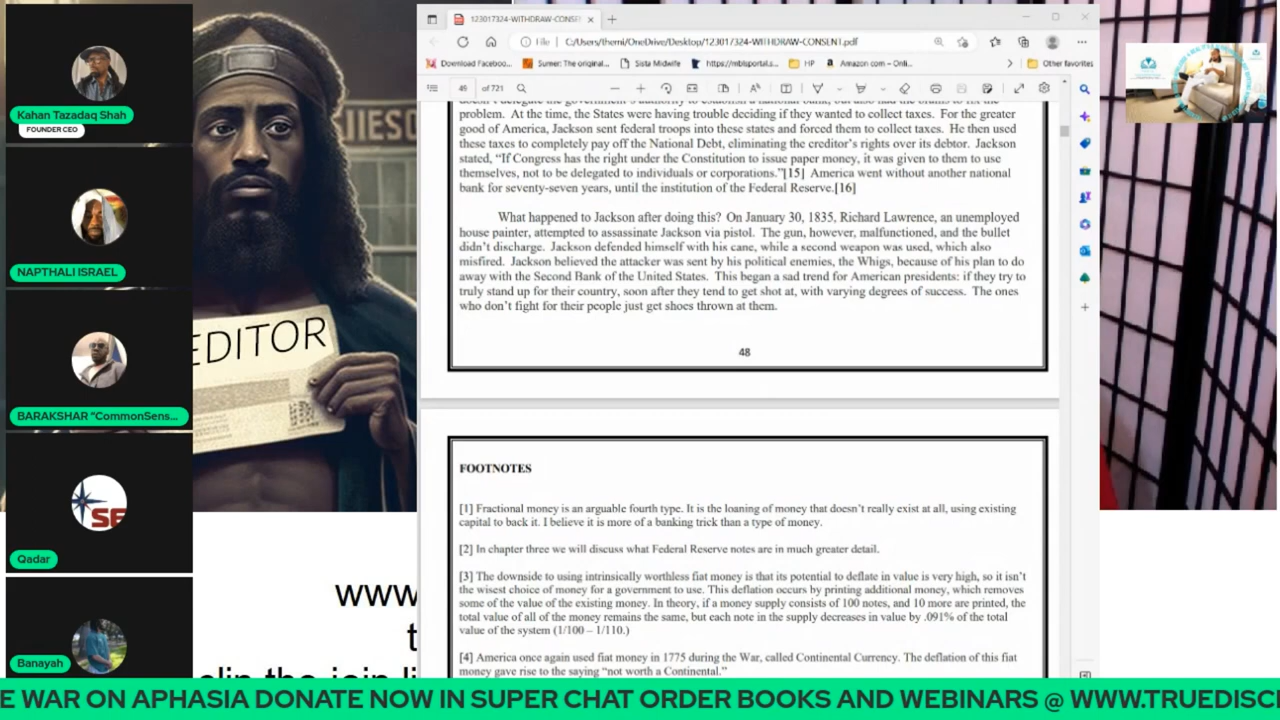 Kahan Tazadaq Shah
FOUNDER CEO
NAPTHALI ISRAEL
BARAKSHAR "CommonSens...
SE
Qadar
Banayah
EDITOR
www
123017324-WITHDRAW-CONSE
File
C:/Users/themi/OneDrive/Desktop/123017324-WITHDRAW-CONSENT.pdf
Download Faceboo...
Sumer: The original...
Sista Midwife
https://mblsportal.s...
HP
Amazon.com – Onli...
Other favorites
49 of 721
doesn't delegate the government's authority to establish a national bank, but also had the brains to fix the
problem. At the time, the States were having trouble deciding if they wanted to collect taxes. For the greater
good of America, Jackson sent federal troops into these states and forced them to collect taxes. He then used
these taxes to completely pay off the National Debt, eliminating the creditor's rights over its debtor. Jackson
stated, "If Congress has the right under the Constitution to issue paper money, it was given to them to use
themselves, not to be delegated to individuals or corporations."[15] America went without another national
bank for seventy-seven years, until the institution of the Federal Reserve.[16]
What happened to Jackson after doing this? On January 30, 1835, Richard Lawrence, an unemployed
house painter, attempted to assassinate Jackson via pistol. The gun, however, malfunctioned, and the bullet
didn't discharge. Jackson defended himself with his cane, while a second weapon was used, which also
misfired. Jackson believed the attacker was sent by his political enemies, the Whigs, because of his plan to do
away with the Second Bank of the United States. This began a sad trend for American presidents: if they try to
truly stand up for their country, soon after they tend to get shot at, with varying degrees of success. The ones
who don't fight for their people just get shoes thrown at them.
48
FOOTNOTES
[1] Fractional money is an arguable fourth type. It is the loaning of money that doesn't really exist at all, using existing
capital to back it. I believe it is more of a banking trick than a type of money.
[2] In chapter three we will discuss what Federal Reserve notes are in much greater detail.
[3] The downside to using intrinsically worthless fiat money is that its potential to deflate in value is very high, so it isn't
the wisest choice of money for a government to use. This deflation occurs by printing additional money, which removes
some of the value of the existing money. In theory, if a money supply consists of 100 notes, and 10 more are printed, the
total value of all of the money remains the same, but each note in the supply decreases in value by .091% of the total
value of the system (1/100 – 1/110.)
[4] America once again used fiat money in 1775 during the War, called Continental Currency. The deflation of this fiat
money gave rise to the saying "not worth a Continental."
E WAR ON APHASIA DONATE NOW IN SUPER CHAT ORDER BOOKS AND WEBINARS @ WWW.TRUEDISC